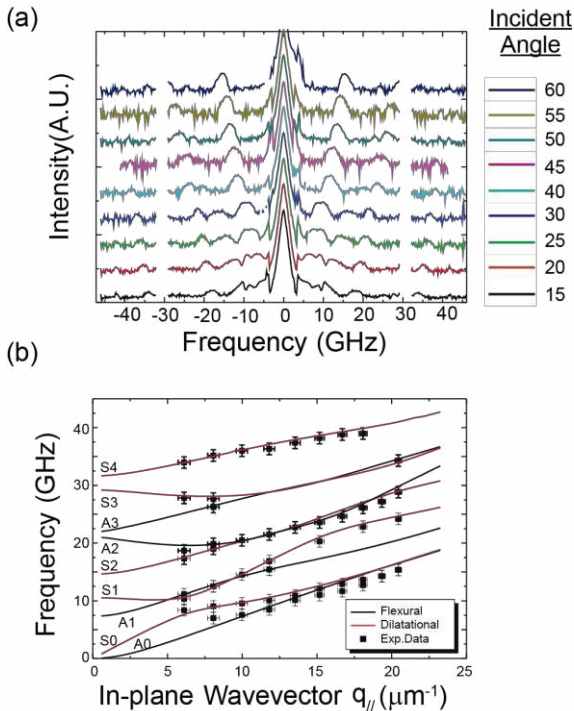 (a)
Incident
Angle
Intensity(A.U.)
60
55
50
45
40
30
25
20
15
-40 -30 -20 -10 0 10 20 30 40
Frequency (GHz)
(b)
Frequency (GHz)
40
30
20
10
0
S4
S3
A3
A2
S2
S1
A1
S0
A0
Flexural
Dilatational
Exp.Data
0 5 10 15 20 25
In-plane Wavevector q// (μm-1)